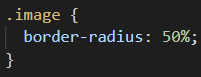 .image {
  border-radius: 50%;
}